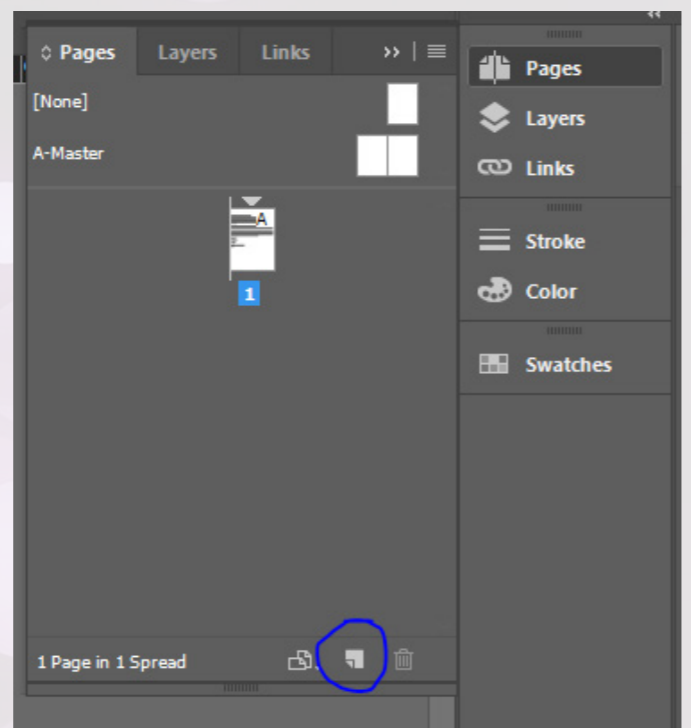 Pages Layers Links
[None]
A-Master
A
1
1 Page in 1 Spread
Pages
Layers
Links
Stroke
Color
Swatches